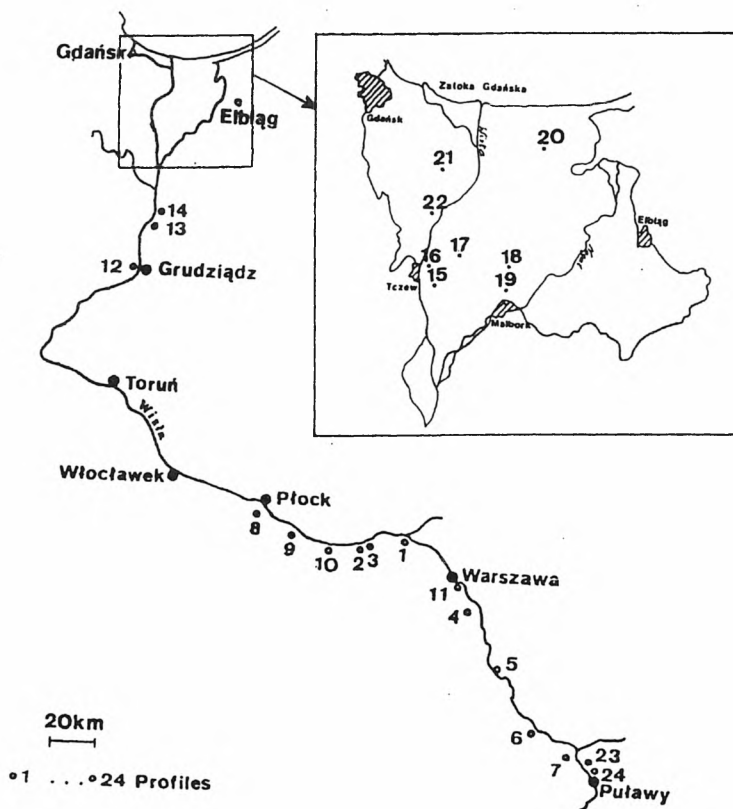 Gdańsk
Elbląg
14
13
12
Grudziądz
Toruń
Wisła
Włocławek
Płock
8
9
10
2
3
1
Warszawa
11
4
5
6
7
23
24
Puławy
20km
1 . . . 24 Profiles
Zatoka Gdańska
Gdańsk
Wisła
20
21
22
Elbląg
16
17
18
15
19
Tczew
Malbork